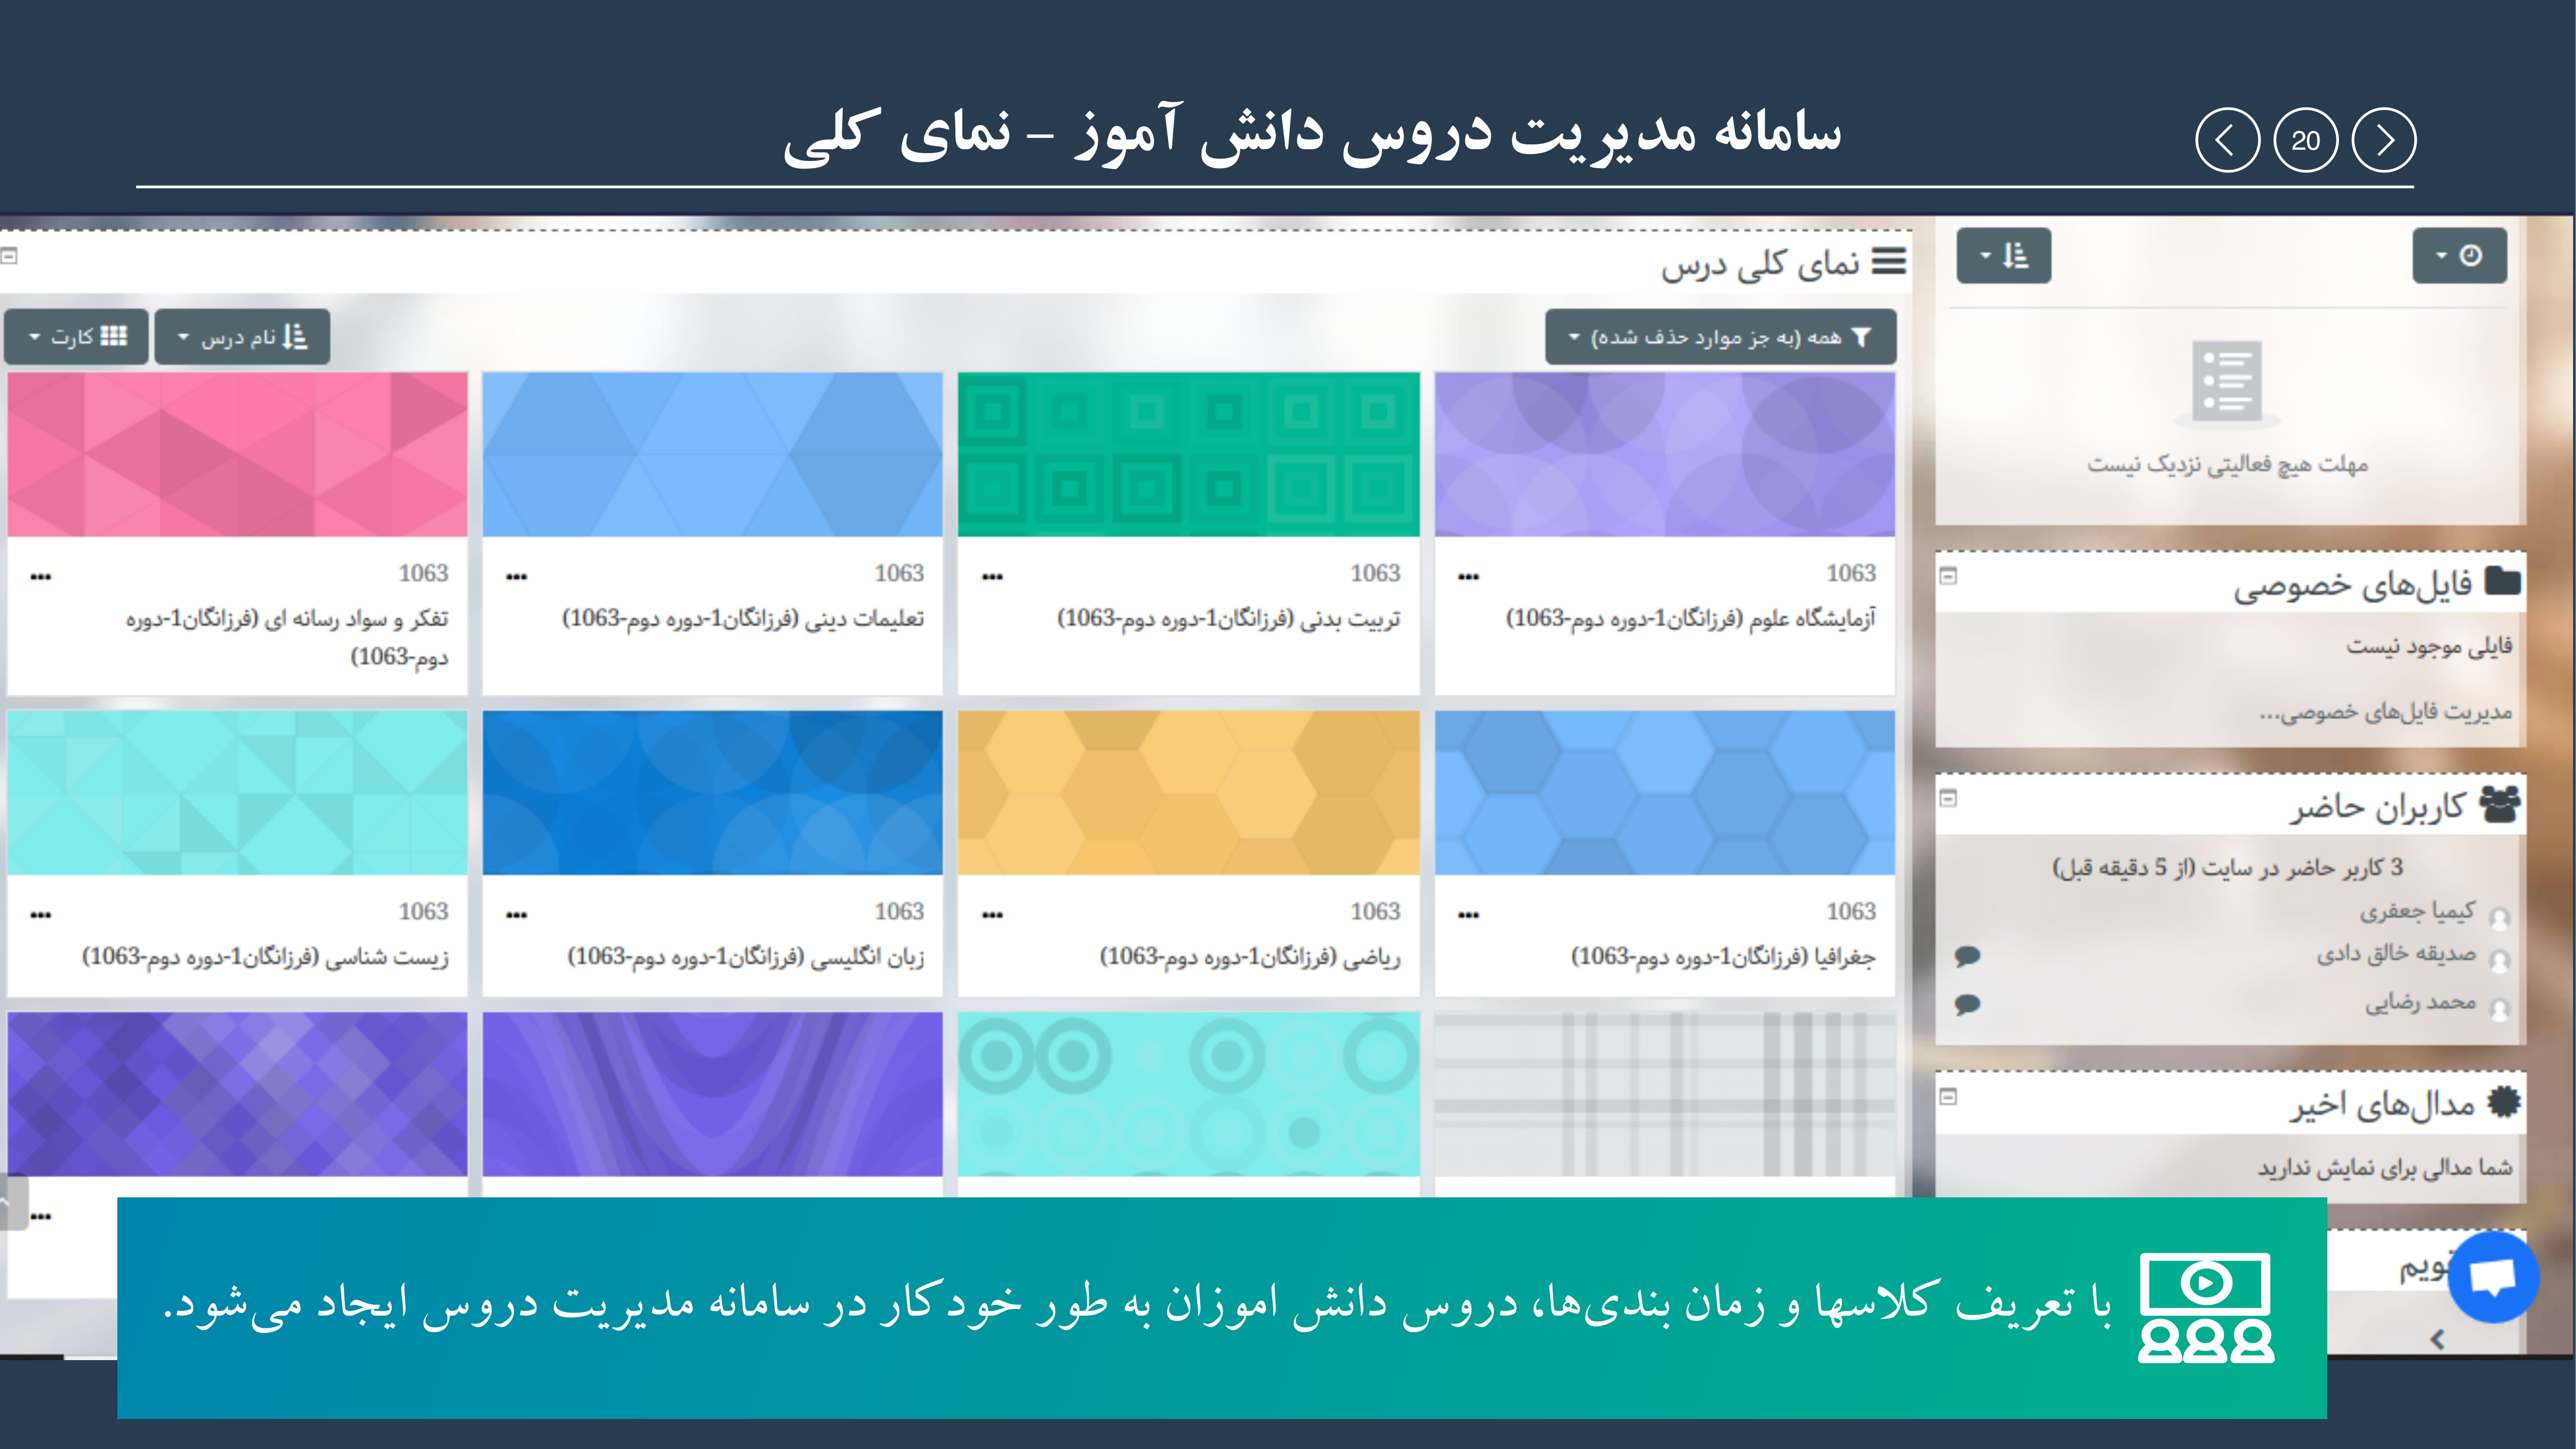 سامانه مدیریت دروس دانش آموز – نمای کلی
20
نمای کلی درس
همه (به جز موارد حذف شده)
نام درس
کارت
1063
آزمایشگاه علوم (فرزانگان1-دوره دوم-1063)
1063
تربیت بدنی (فرزانگان1-دوره دوم-1063)
1063
تعلیمات دینی (فرزانگان1-دوره دوم-1063)
1063
تفکر و سواد رسانه ای (فرزانگان1-دوره
دوم-1063)
1063
جغرافیا (فرزانگان1-دوره دوم-1063)
1063
ریاضی (فرزانگان1-دوره دوم-1063)
1063
زبان انگلیسی (فرزانگان1-دوره دوم-1063)
1063
زیست شناسی (فرزانگان1-دوره دوم-1063)
مهلت هیچ فعالیتی نزدیک نیست
فایل‌های خصوصی
فایلی موجود نیست
مدیریت فایل‌های خصوصی...
کاربران حاضر
3 کاربر حاضر در سایت (از 5 دقیقه قبل)
کیمیا جعفری
صدیقه خالق دادی
محمد رضایی
مدال‌های اخیر
شما مدالی برای نمایش ندارید
با تعریف کلاسها و زمان بندی‌ها، دروس دانش اموزان به طور خودکار در سامانه مدیریت دروس ایجاد می‌شود.